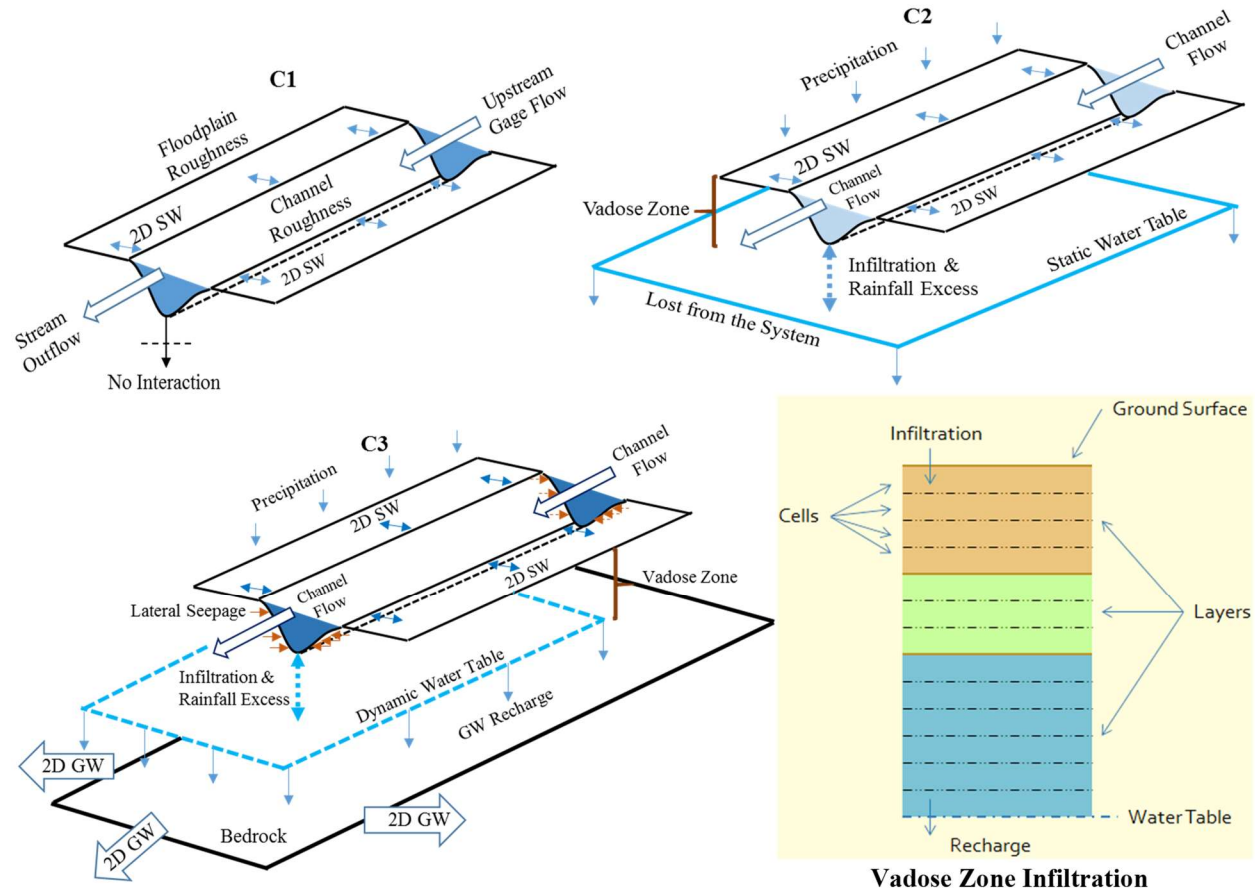 C1
Floodplain
Roughness
Upstream
Gage Flow
2D SW
Channel
Roughness
2D SW
Stream
Outflow
No Interaction
C2
Precipitation
Channel
Flow
2D SW
Channel
Flow
2D SW
Vadose Zone
Infiltration &
Rainfall Excess
Static Water Table
Lost from the System
C3
Precipitation
Channel
Flow
2D SW
2D SW
Channel
Flow
Vadose Zone
Lateral Seepage
Infiltration &
Rainfall Excess
Dynamic Water Table
GW Recharge
2D GW
2D GW
2D GW
Bedrock
Ground Surface
Infiltration
Cells
Layers
Water Table
Recharge
Vadose Zone Infiltration